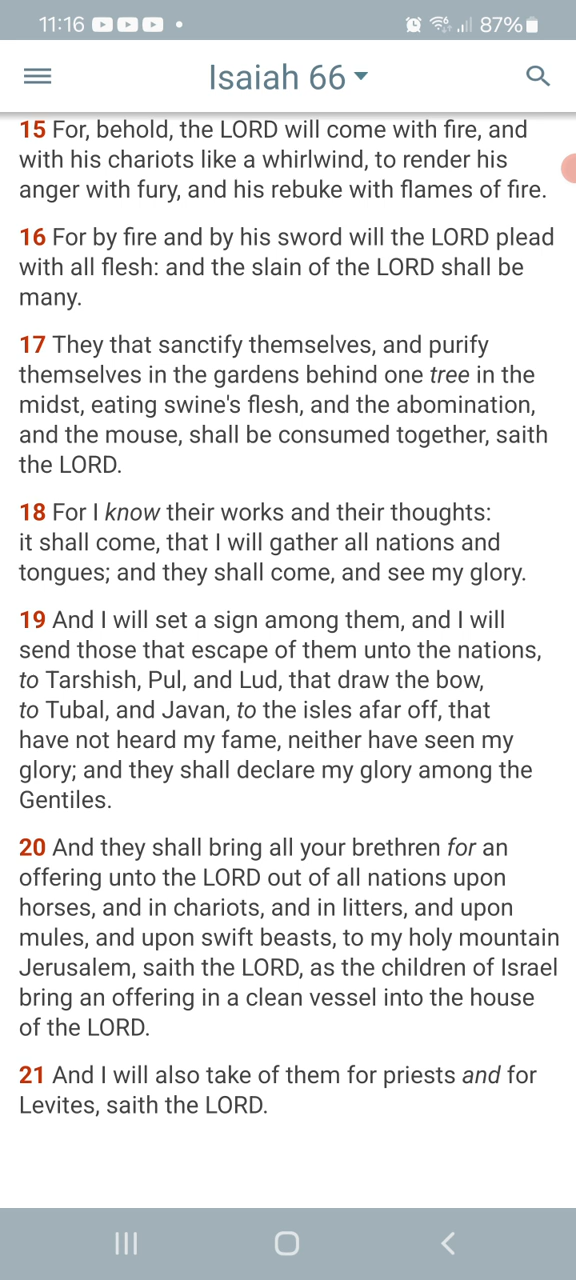 11:16
87%
Isaiah 66
15 For, behold, the LORD will come with fire, and
with his chariots like a whirlwind, to render his
anger with fury, and his rebuke with flames of fire.
16 For by fire and by his sword will the LORD plead
with all flesh: and the slain of the LORD shall be
many.
17 They that sanctify themselves, and purify
themselves in the gardens behind one tree in the
midst, eating swine's flesh, and the abomination,
and the mouse, shall be consumed together, saith
the LORD.
18 For I know their works and their thoughts:
it shall come, that I will gather all nations and
tongues; and they shall come, and see my glory.
19 And I will set a sign among them, and I will
send those that escape of them unto the nations,
to Tarshish, Pul, and Lud, that draw the bow,
to Tubal, and Javan, to the isles afar off, that
have not heard my fame, neither have seen my
glory; and they shall declare my glory among the
Gentiles.
20 And they shall bring all your brethren for an
offering unto the LORD out of all nations upon
horses, and in chariots, and in litters, and upon
mules, and upon swift beasts, to my holy mountain
Jerusalem, saith the LORD, as the children of Israel
bring an offering in a clean vessel into the house
of the LORD.
21 And I will also take of them for priests and for
Levites, saith the LORD.